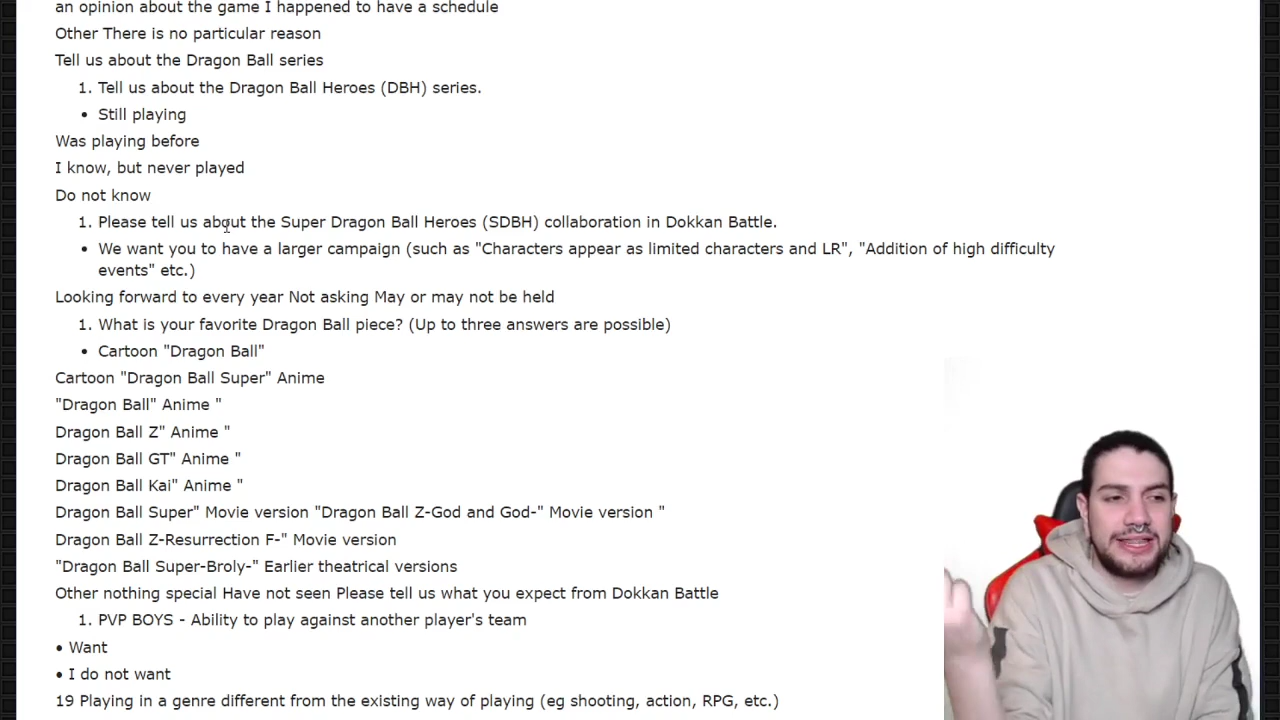 an opinion about the game I happened to have a schedule
Other There is no particular reason
Tell us about the Dragon Ball series
1. Tell us about the Dragon Ball Heroes (DBH) series.
• Still playing
Was playing before
I know, but never played
Do not know
1. Please tell us about the Super Dragon Ball Heroes (SDBH) collaboration in Dokkan Battle.
• We want you to have a larger campaign (such as "Characters appear as limited characters and LR", "Addition of high difficulty
events" etc.)
Looking forward to every year Not asking May or may not be held
1. What is your favorite Dragon Ball piece? (Up to three answers are possible)
• Cartoon "Dragon Ball"
Cartoon "Dragon Ball Super" Anime
"Dragon Ball" Anime "
Dragon Ball Z" Anime "
Dragon Ball GT" Anime "
Dragon Ball Kai" Anime "
Dragon Ball Super" Movie version "Dragon Ball Z-God and God-" Movie version "
Dragon Ball Z-Resurrection F-" Movie version
"Dragon Ball Super-Broly-" Earlier theatrical versions
Other nothing special Have not seen Please tell us what you expect from Dokkan Battle
1. PVP BOYS - Ability to play against another player's team
• Want
• I do not want
19 Playing in a genre different from the existing way of playing (eg shooting, action, RPG, etc.)